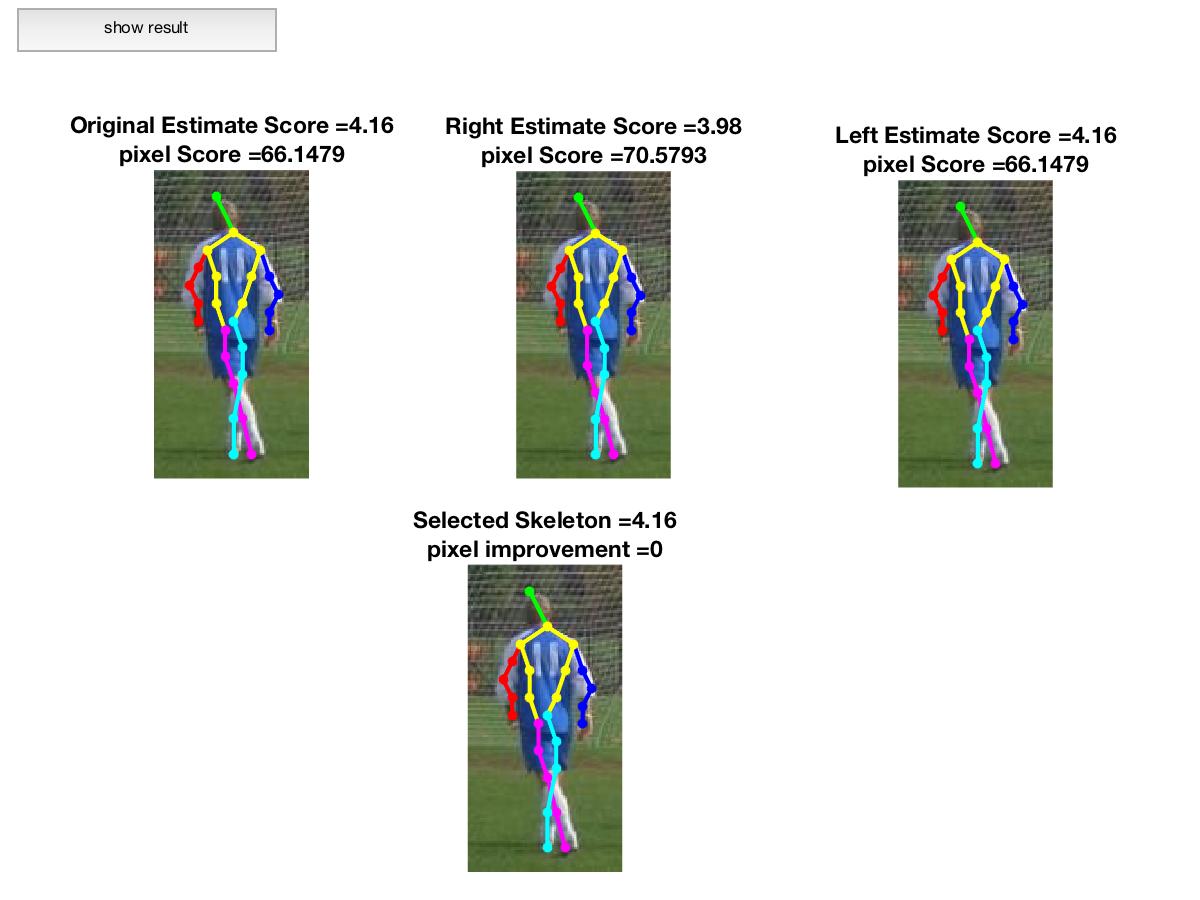 show result
Original Estimate Score =4.16
pixel Score =66.1479
Right Estimate Score =3.98
pixel Score =70.5793
Left Estimate Score =4.16
pixel Score =66.1479
Selected Skeleton =4.16
pixel improvement =0